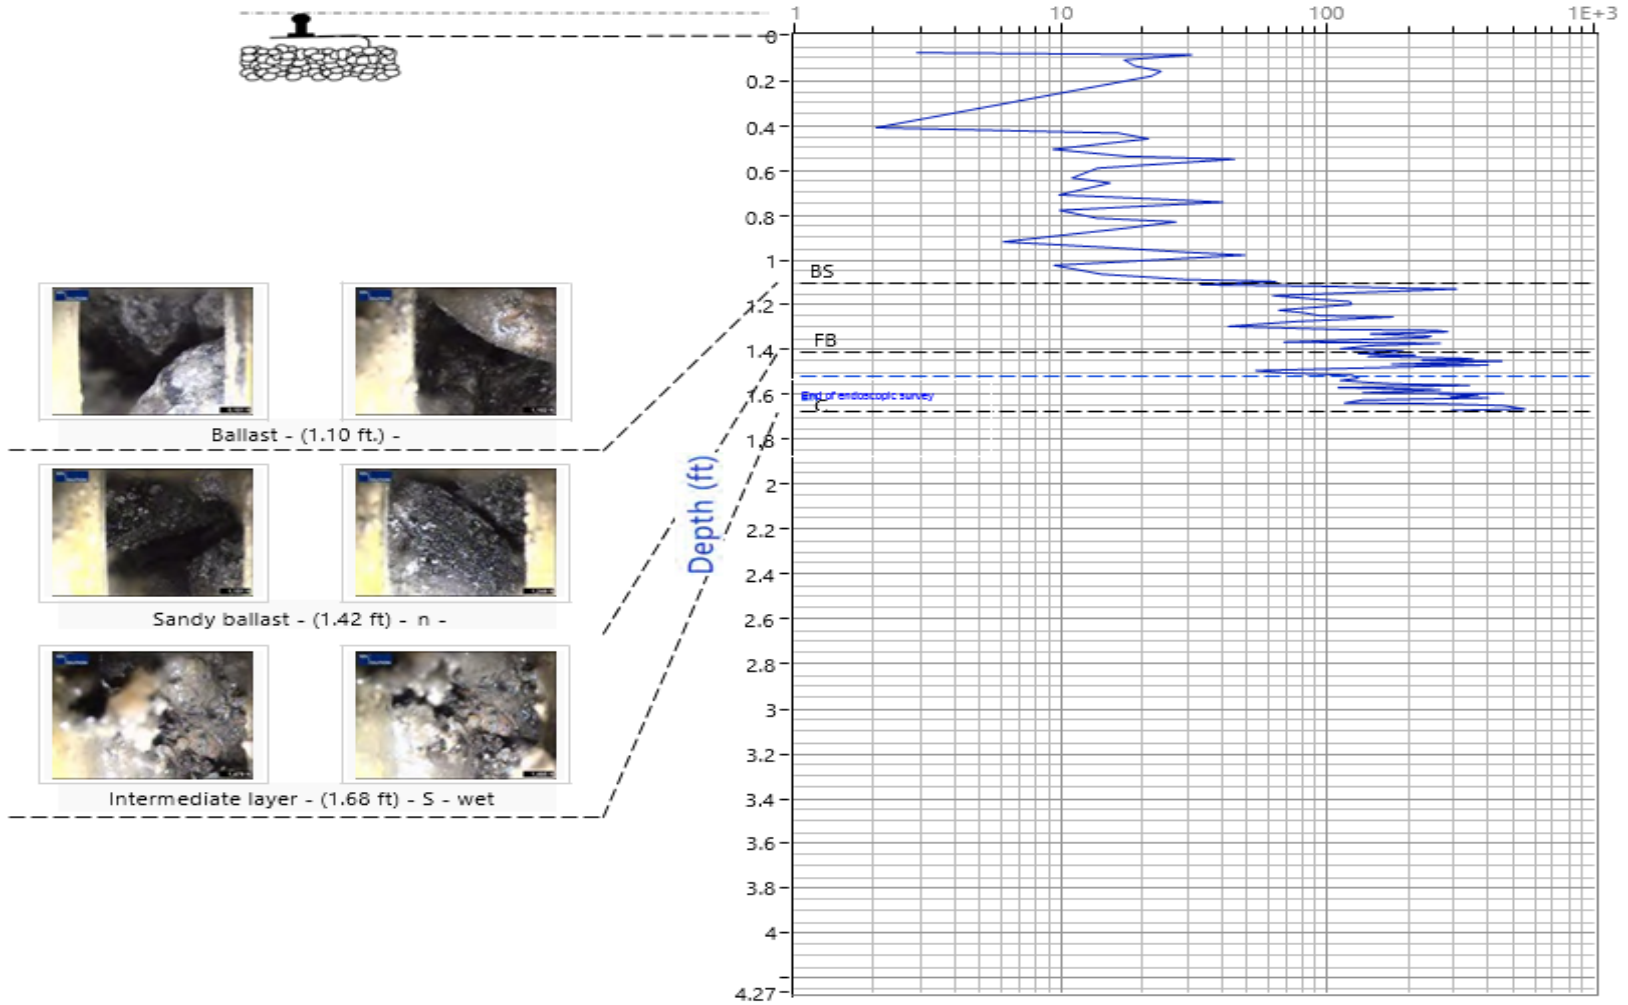 1 10 100 1E+3
0
0.2
0.4
0.6
0.8
1
BS
1.2
FB
1.4
End of endoscopic survey
1.6
C
1.8
Ballast - (1.10 ft.) -
Depth (ft)
2
2.2
2.4
2.6
Sandy ballast - (1.42 ft) - n -
2.8
3
3.2
3.4
Intermediate layer - (1.68 ft) - S - wet
3.6
3.8
4
4.27